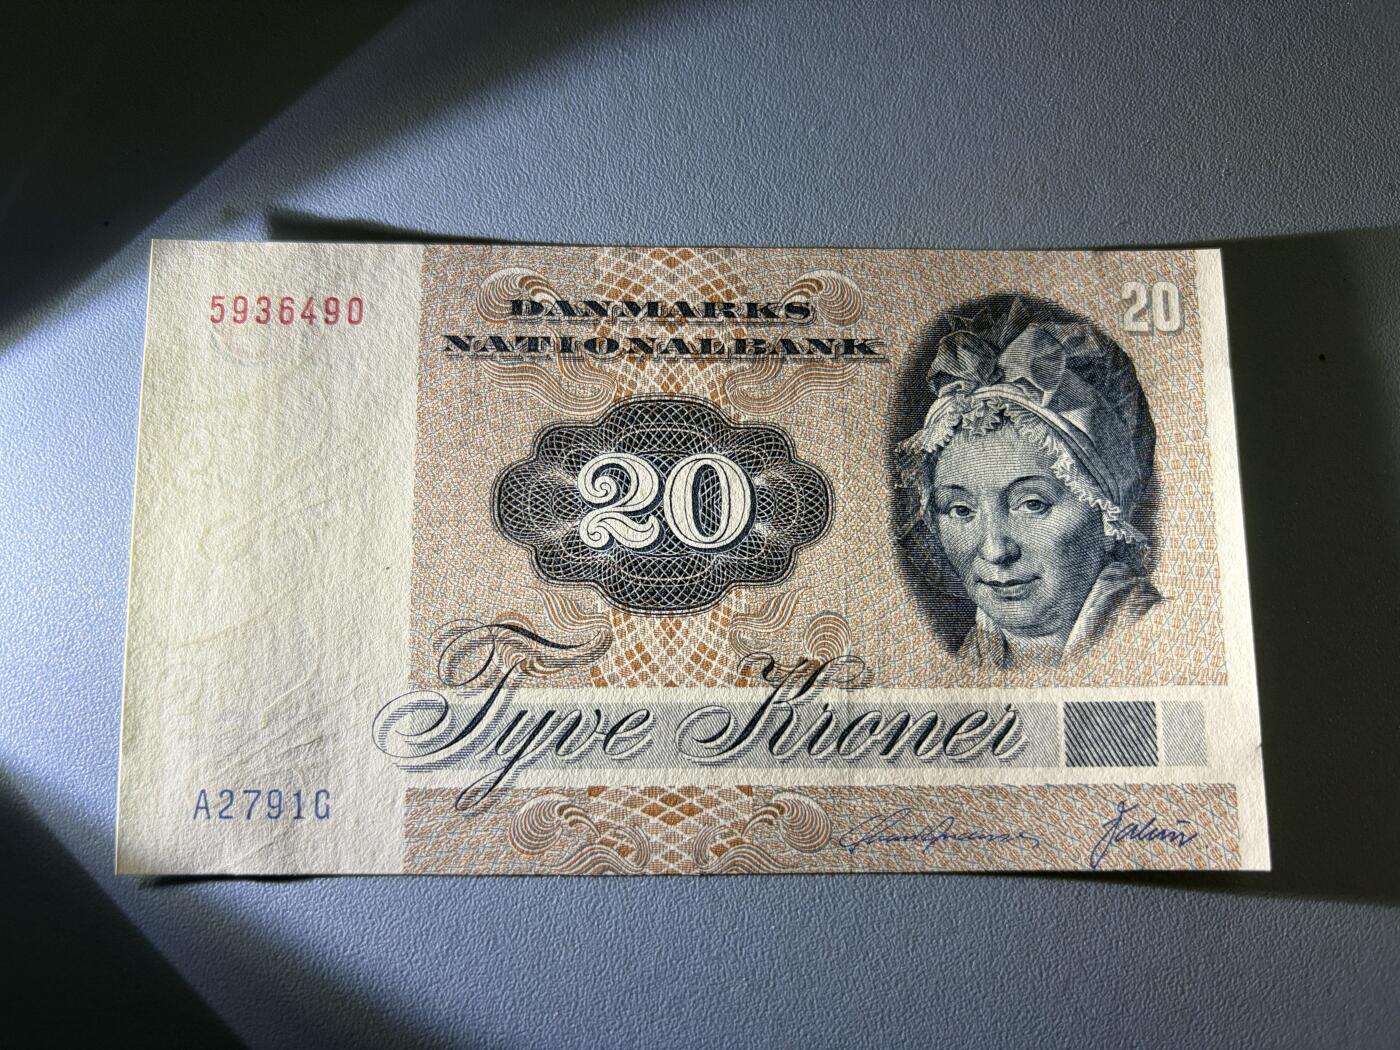 5936490
DANMARKS
NATIONALBANK
20
20
Tyve Kroner
A2791G